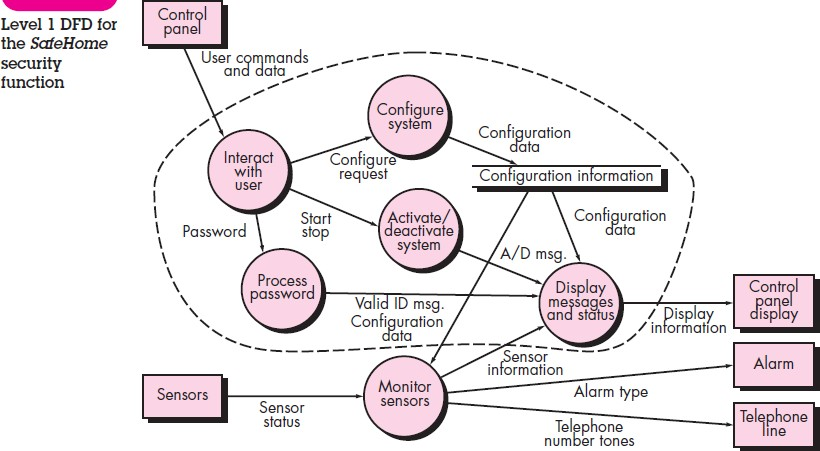 Level 1 DFD for
the SafeHome
security
function
Control
panel
User commands
and data
Configure
system
Configuration
data
Interact
with
user
Configure
request
Configuration information
Password
Start
stop
Activate/
deactivate
system
Configuration
data
A/D msg.
Process
password
Valid ID msg.
Configuration
data
Display
messages
and status
Display
information
Control
panel
display
Sensors
Sensor
status
Monitor
sensors
Sensor
information
Alarm type
Alarm
Telephone
number tones
Telephone
line